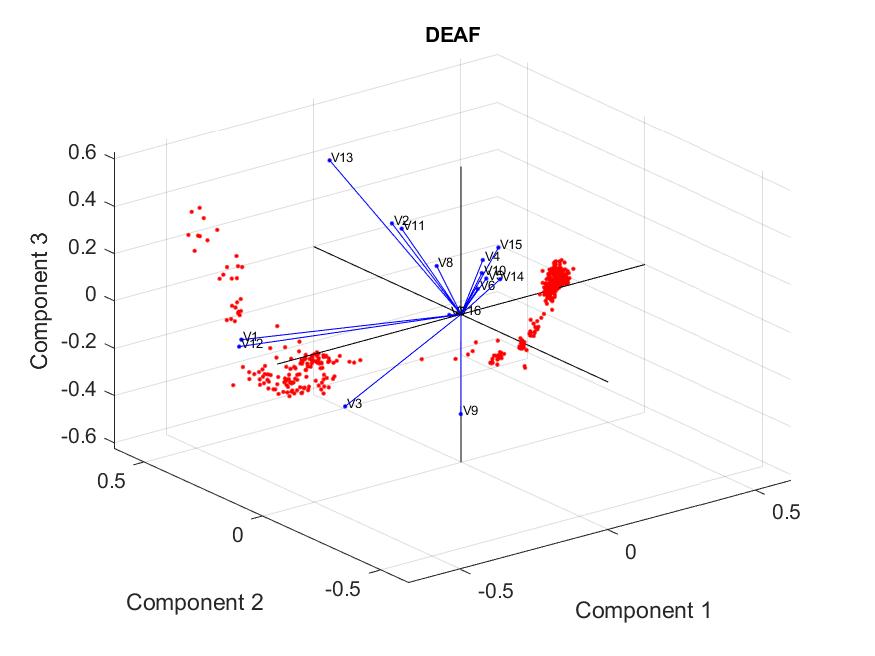 DEAF
0.6
0.4
0.2
0
-0.2
-0.4
-0.6
Component 3
V13
V2
V11
V8
V15
V4
V10
V14
V6
V16
V1
V12
V3
V9
0.5
0
-0.5
Component 2
-0.5
0
0.5
Component 1